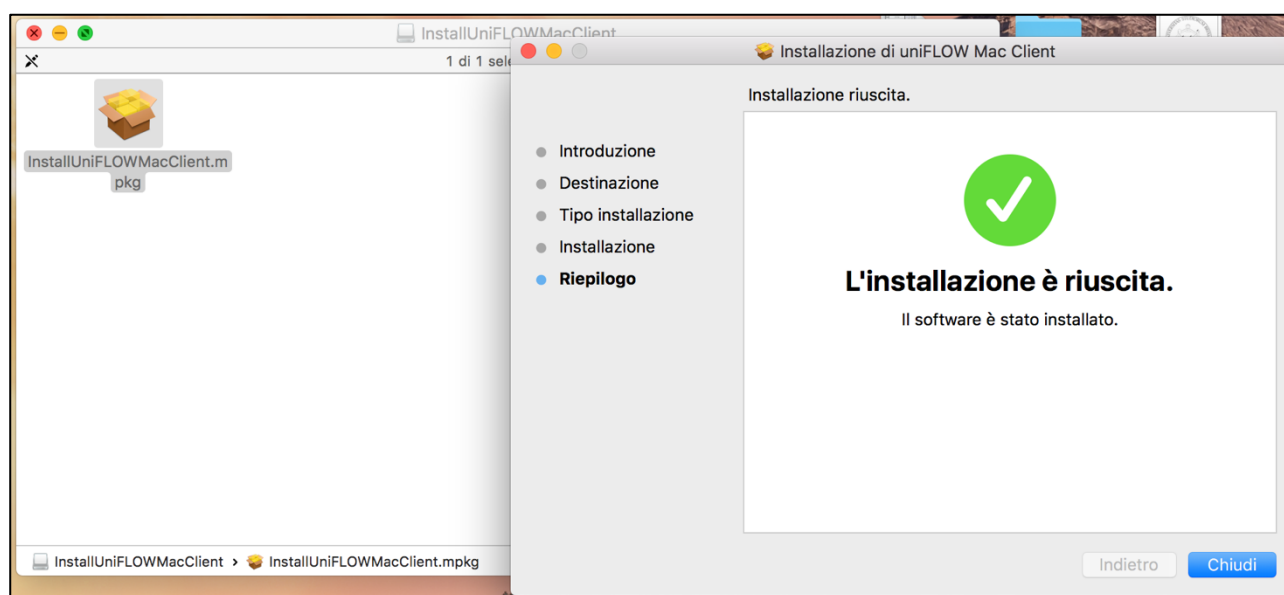 InstallUniFLOWMacClient
1 di 1
InstallUniFLOWMacClient.m
pkg
InstallUniFLOWMacClient › InstallUniFLOWMacClient.mpkg
Installazione di uniFLOW Mac Client
Installazione riuscita.
Introduzione
Destinazione
Tipo installazione
Installazione
Riepilogo
L'installazione è riuscita.
Il software è stato installato.
Indietro
Chiudi